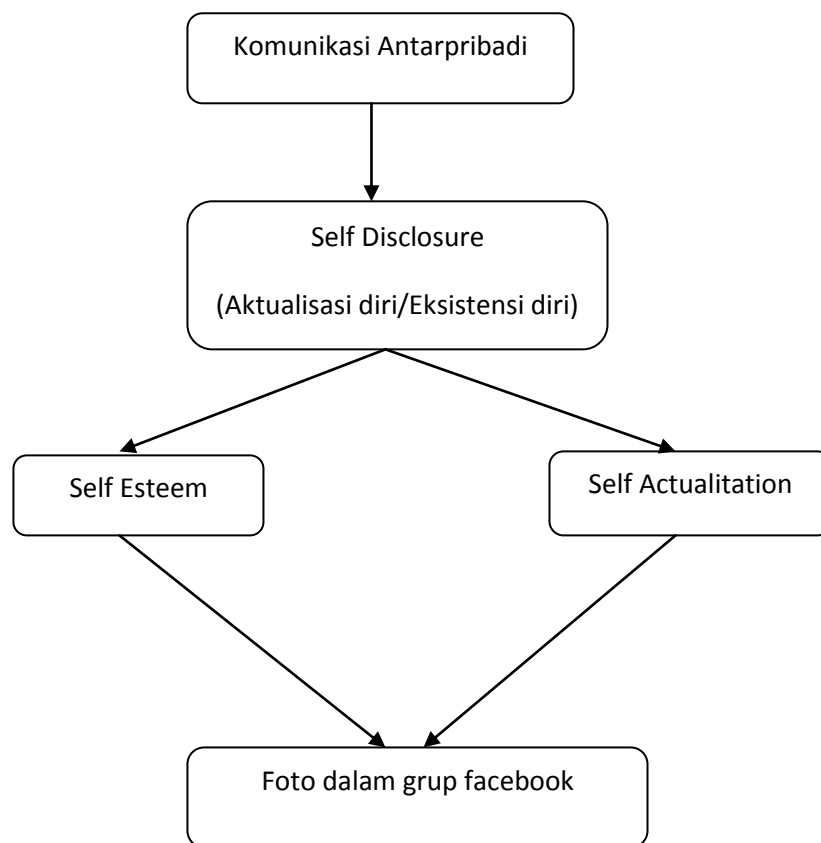 Komunikasi Antarpribadi
Self Disclosure
(Aktualisasi diri/Eksistensi diri)
Self Esteem
Self Actualitation
Foto dalam grup facebook